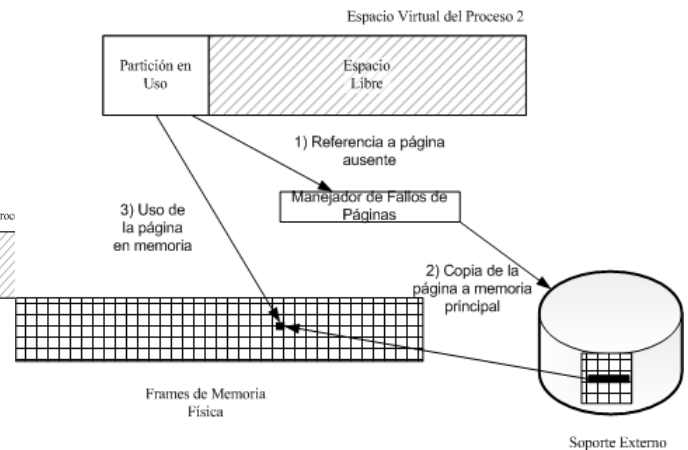 Espacio Virtual del Proceso 2
Partición en
Uso
Espacio
Libre
1) Referencia a página
ausente
Manejador de Fallos de
Páginas
3) Uso de
la página
en memoria
2) Copia de la
página a memoria
principal
Frames de Memoria
Física
Soporte Externo